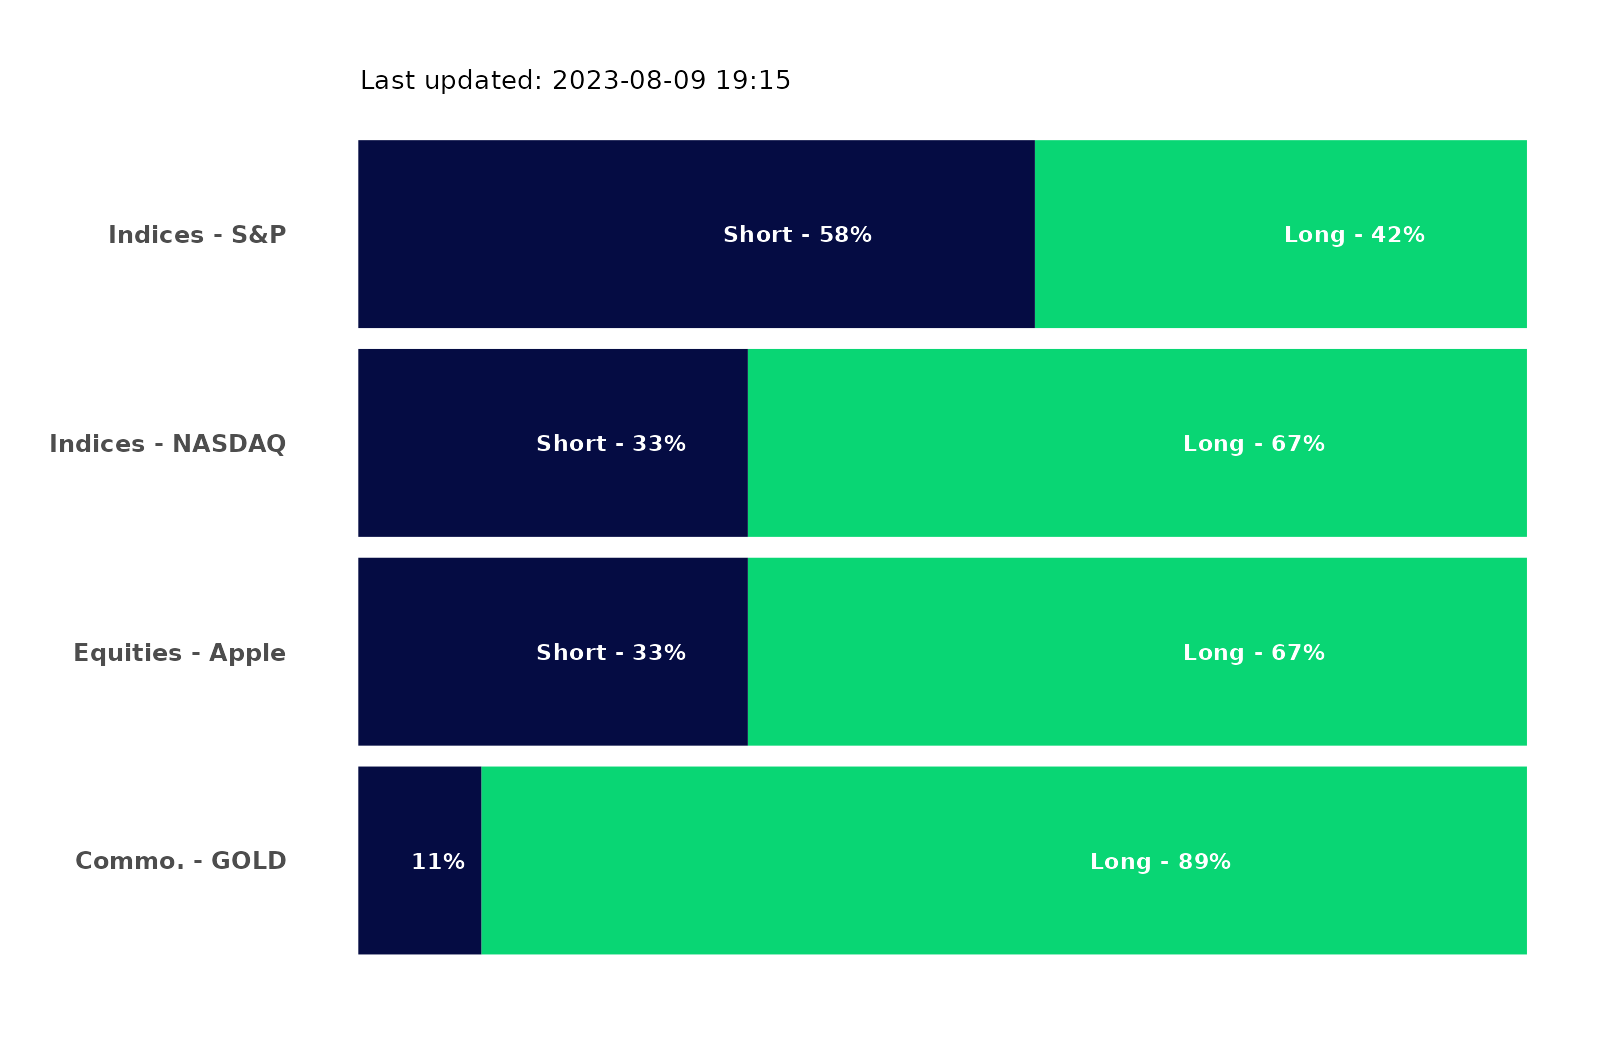 Last updated: 2023-08-09 19:15
Indices - S&P
Short - 58%
Long - 42%
Indices - NASDAQ
Short - 33%
Long - 67%
Equities - Apple
Short - 33%
Long - 67%
Commo. - GOLD
11%
Long - 89%